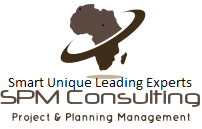 Smart Unique Leading Experts
SPM Consulting
Project & Planning Management